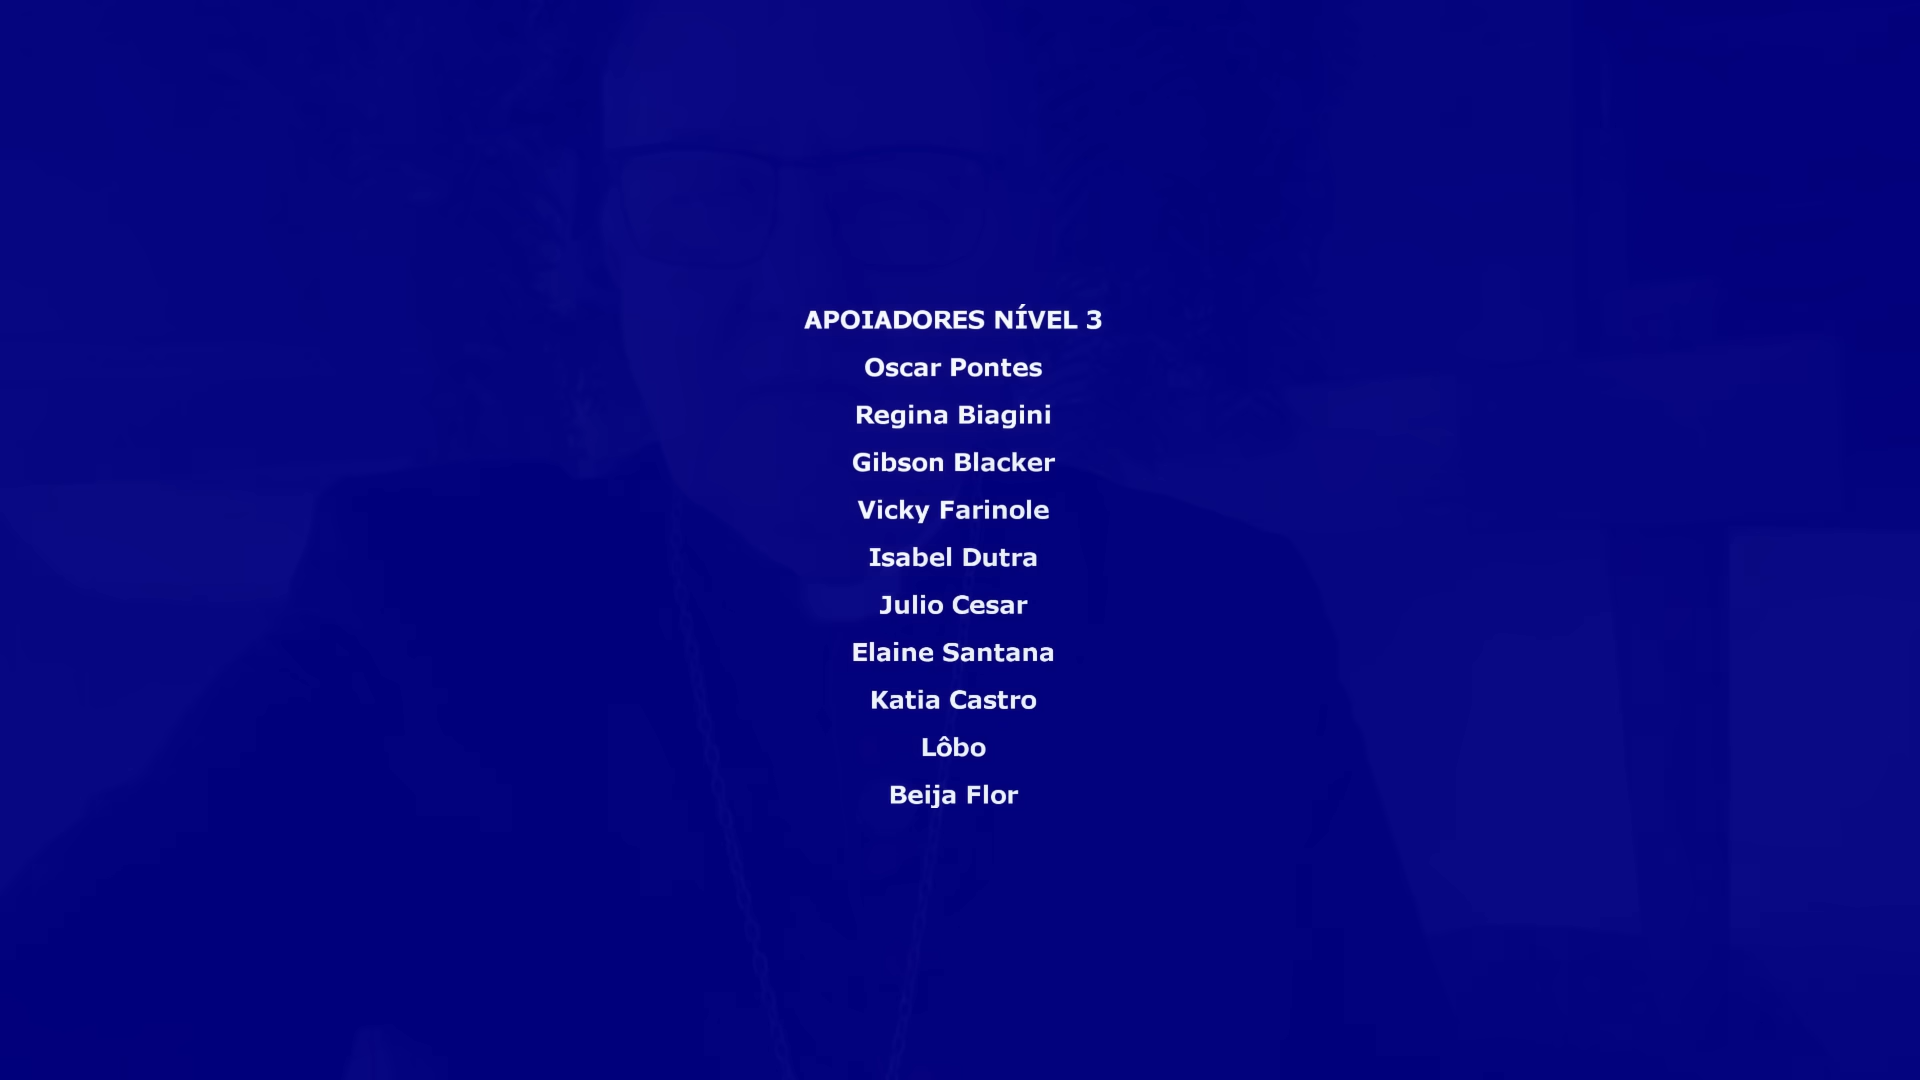 APOIADORES NÍVEL 3
Oscar Pontes
Regina Biagini
Gibson Blacker
Vicky Farinole
Isabel Dutra
Julio Cesar
Elaine Santana
Katia Castro
Lôbo
Beija Flor